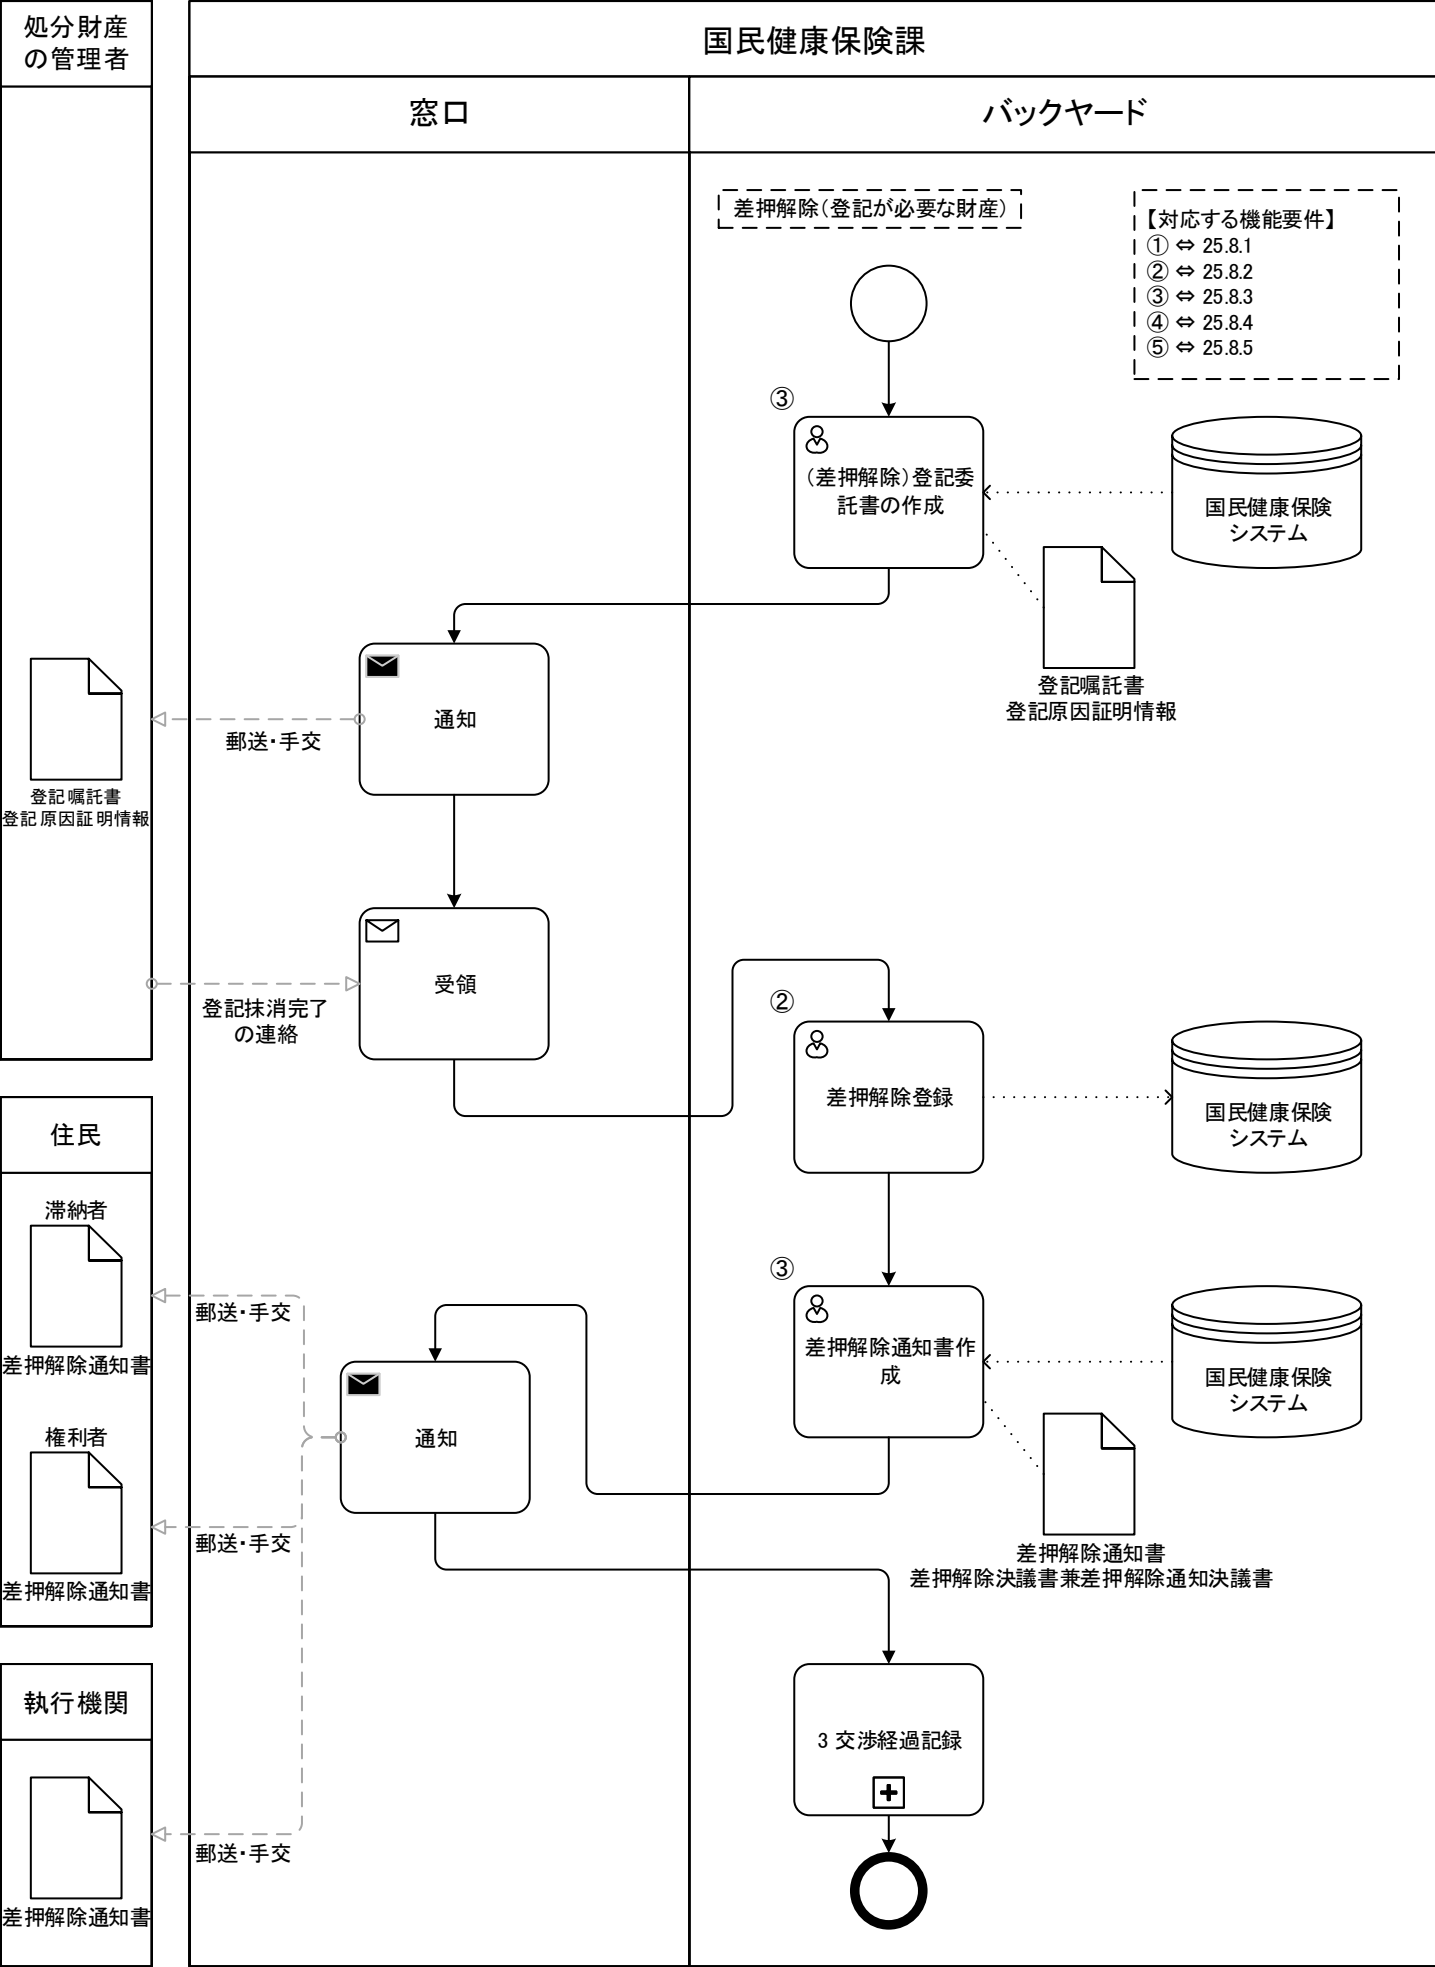 処分財産
の管理者
国民健康保険課
窓口
バックヤード
差押解除（登記が必要な財産）
【対応する機能要件】
① ⇔ 25.8.1
② ⇔ 25.8.2
③ ⇔ 25.8.3
④ ⇔ 25.8.4
⑤ ⇔ 25.8.5
③
（差押解除）登記委
託書の作成
国民健康保険
システム
登記嘱託書
登記原因証明情報
通知
郵送・手交
登記嘱託書
登記原因証明情報
受領
登記抹消完了
の連絡
②
差押解除登録
国民健康保険
システム
住民
滞納者
差押解除通知書
郵送・手交
③
差押解除通知書作
成
国民健康保険
システム
通知
権利者
差押解除通知書
郵送・手交
差押解除通知書
差押解除決議書兼差押解除通知決議書
執行機関
差押解除通知書
郵送・手交
3 交渉経過記録